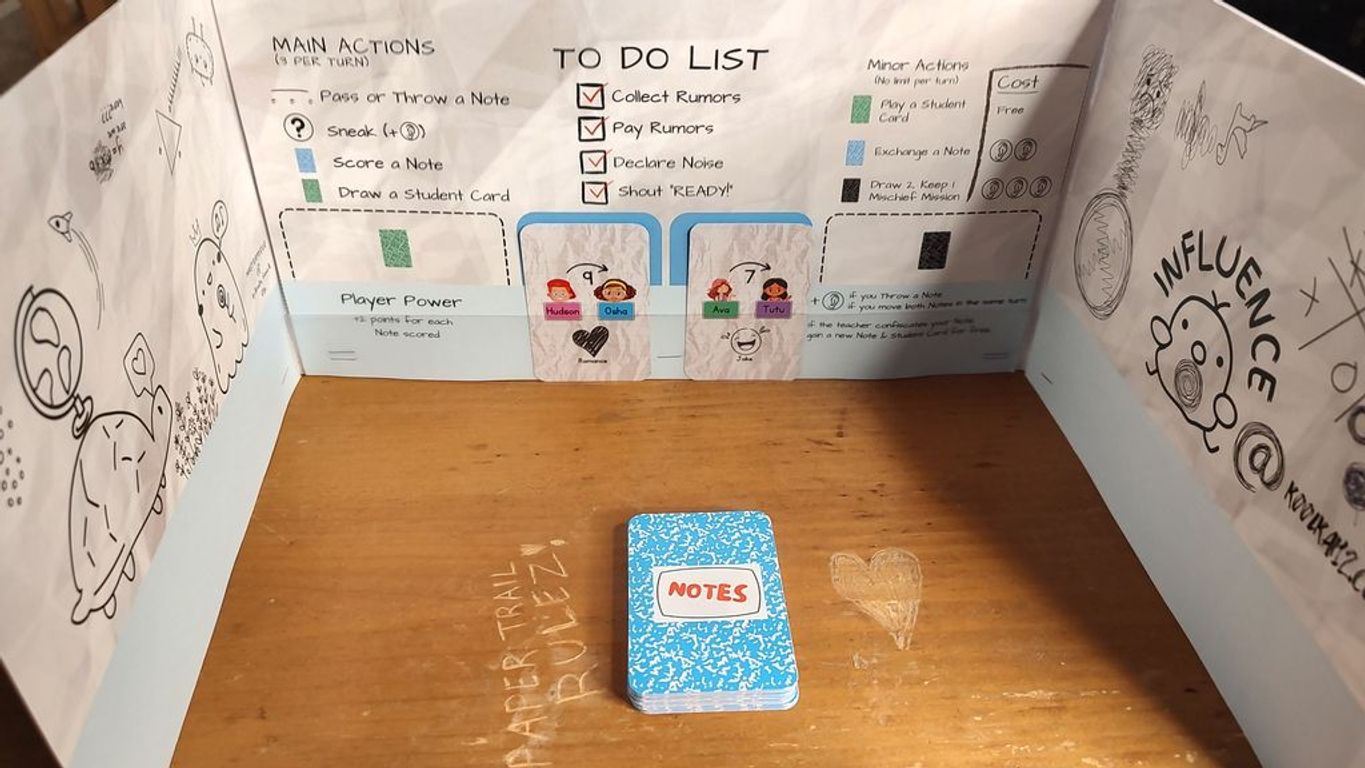 MAIN ACTIONS
(3 PER TURN)
Pass or Throw a Note
? Sneak (+
Score a Note
Draw a Student Card
TO DO LIST
Collect Rumors
Pay Rumors
Declare Noise
Shout "READY!"
Minor Actions
(No limit per turn)
Cost
Play a Student
Card
Free
Exchange a Note
Draw 2, Keep 1
Mischief Mission
Player Power
+2 points for each
Note scored
9
Hudson
Osha
Romance
7
Ava
Tutu
Joke
+ if you Throw a Note
if you move both Notes in the same turn
If the teacher confiscates your Note,
gain a new Note & Student Card for free
My
@
INFLUENCE
@
PAPER TRAIL
RULEZ!
NOTES